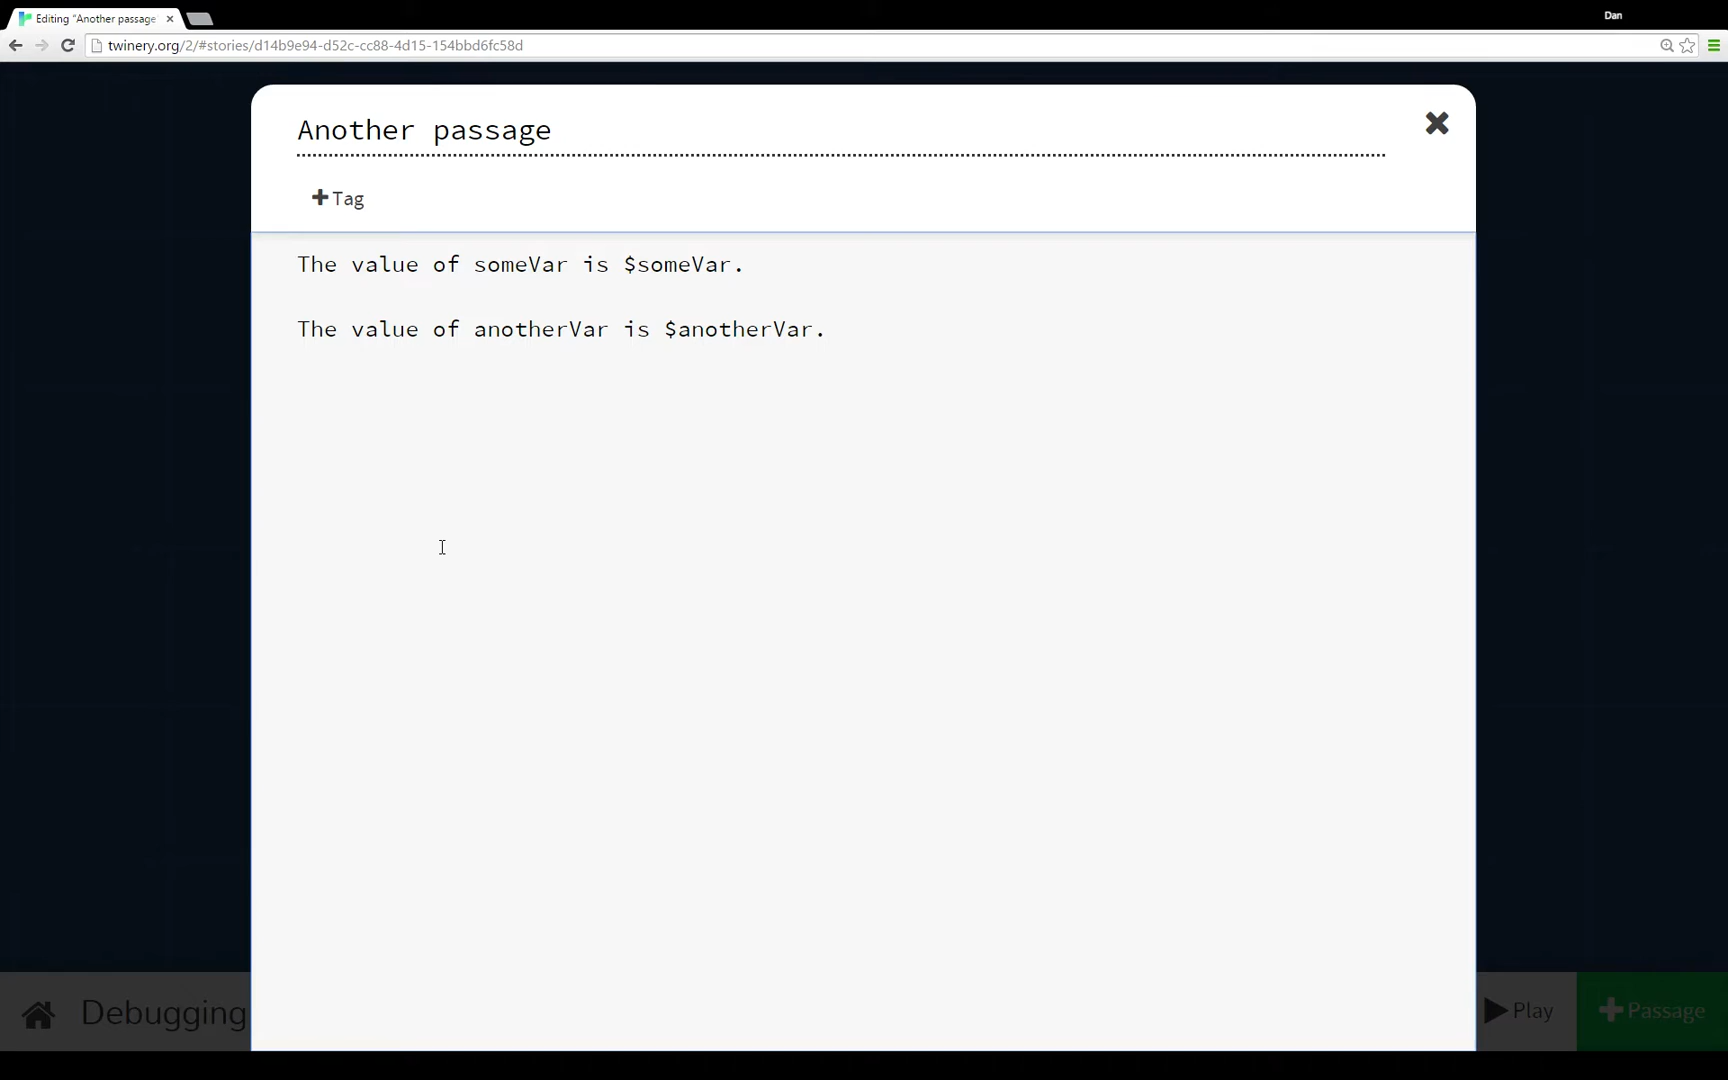 Editing "Another passage
Dan
twinery.org/2/#stories/d14b9e94-d52c-cc88-4d15-154bbd6fc58d
Another passage
Tag
The value of someVar is $someVar.
The value of anotherVar is $anotherVar.
Debugging
Play
Passage